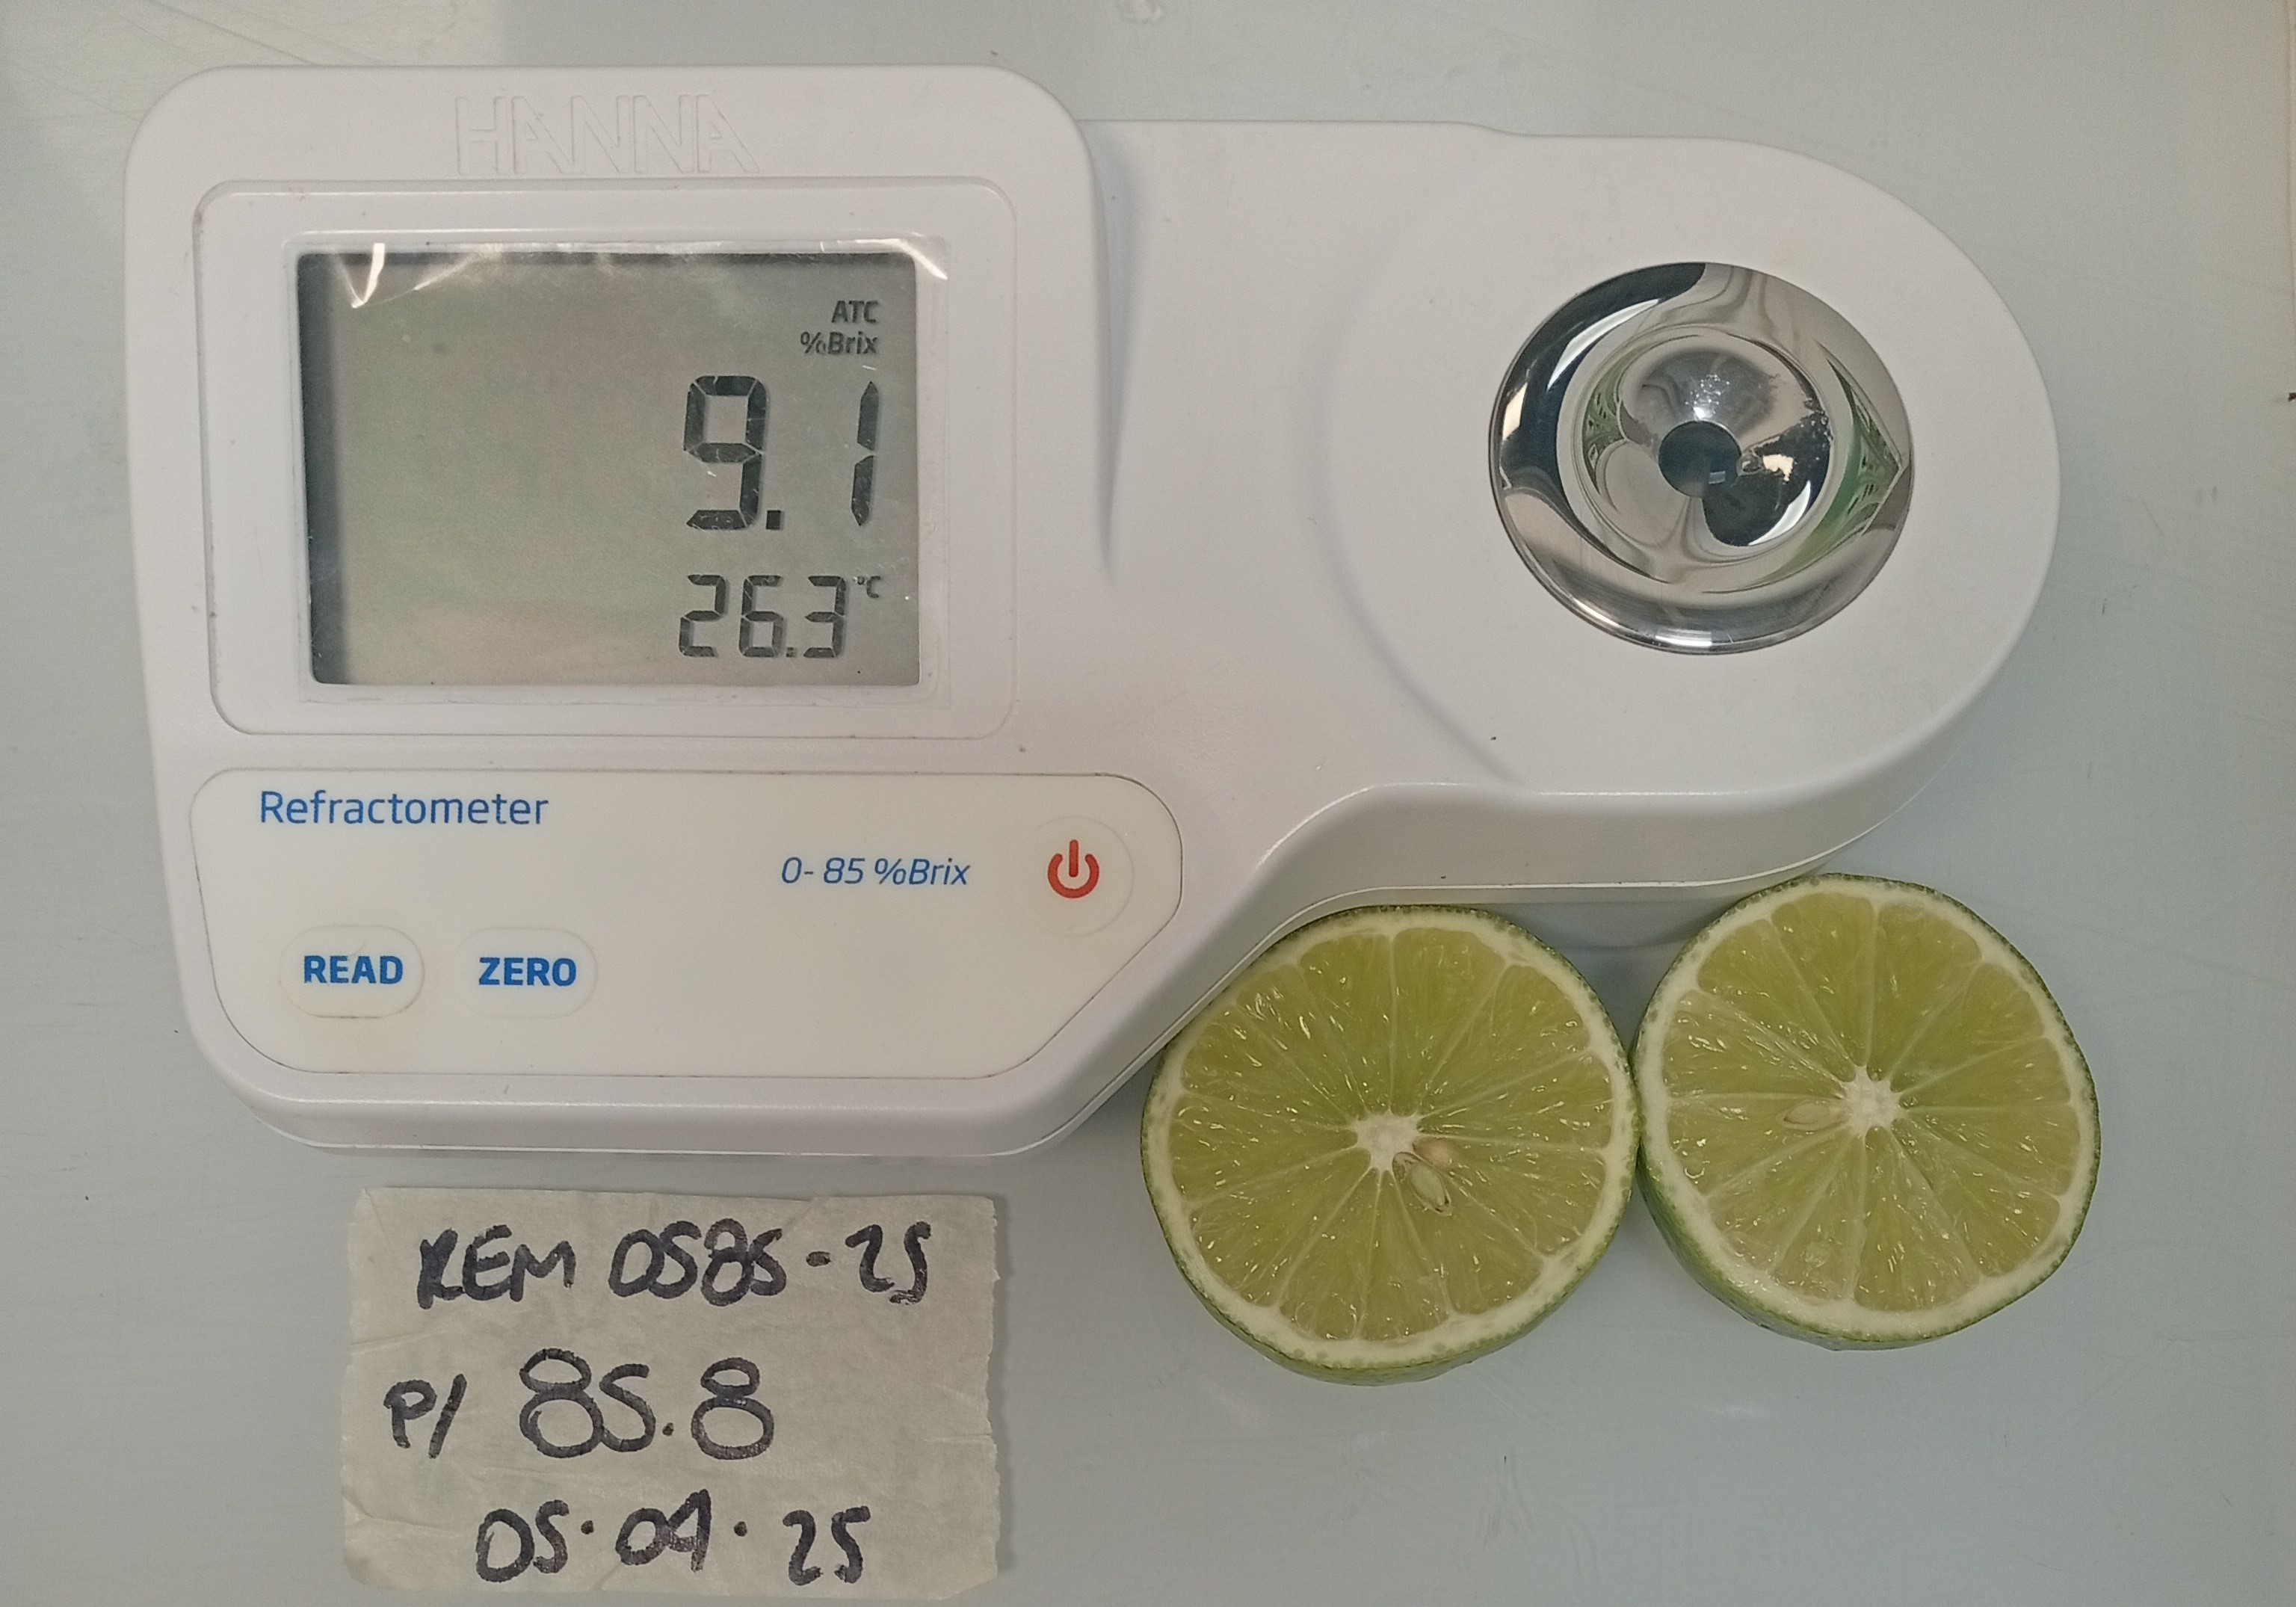 HANNA
ATC
%Brix
9.1
26.3 °C
Refractometer
0-85 %Brix
READ
ZERO
REM 0585-25
P/ 85.8
05.04.25